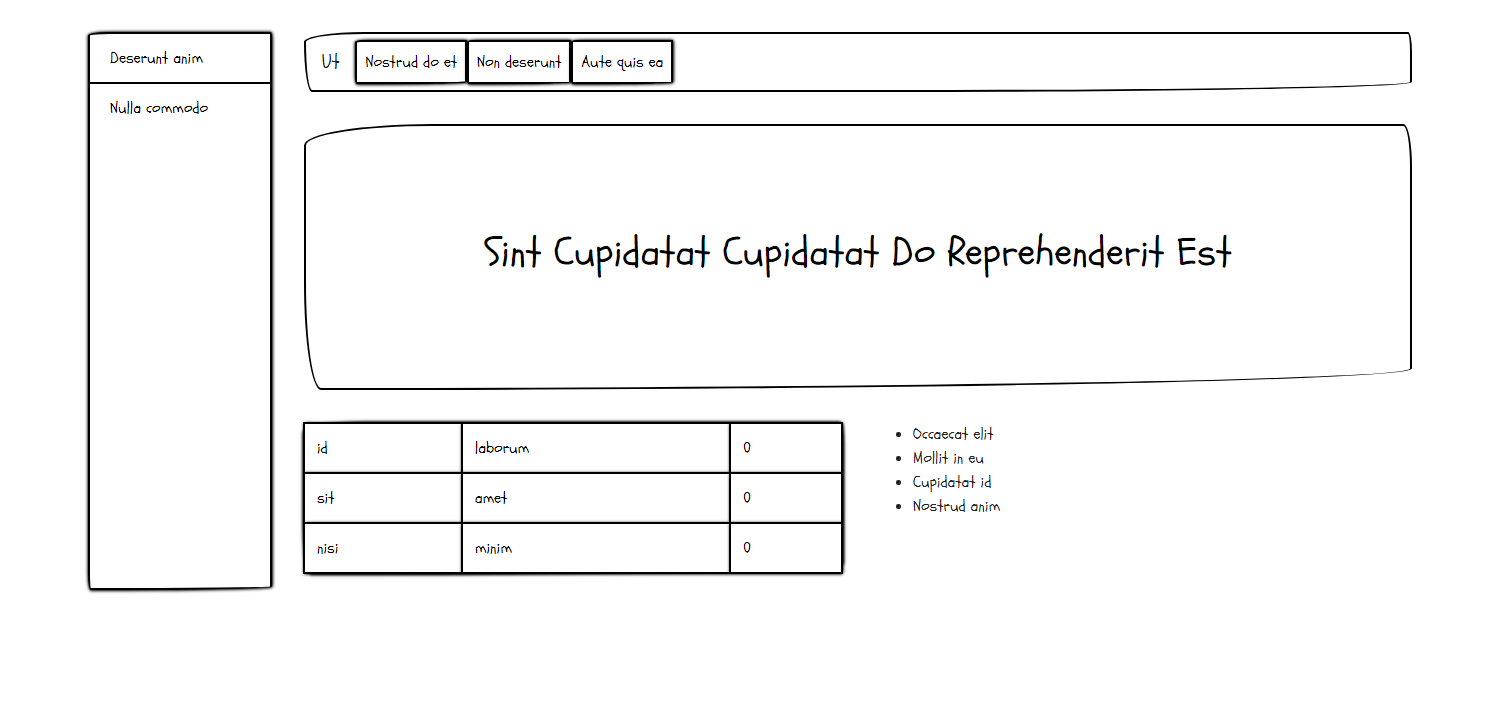 Deserunt anim
Nulla commodo
Ut Nostrud do et Non deserunt Aute quis ea
Sint Cupidatat Cupidatat Do Reprehenderit Est
id laborum 0
sit amet 0
nisi minim 0
Occaecat elit
Mollit in eu
Cupidatat id
Nostrud anim